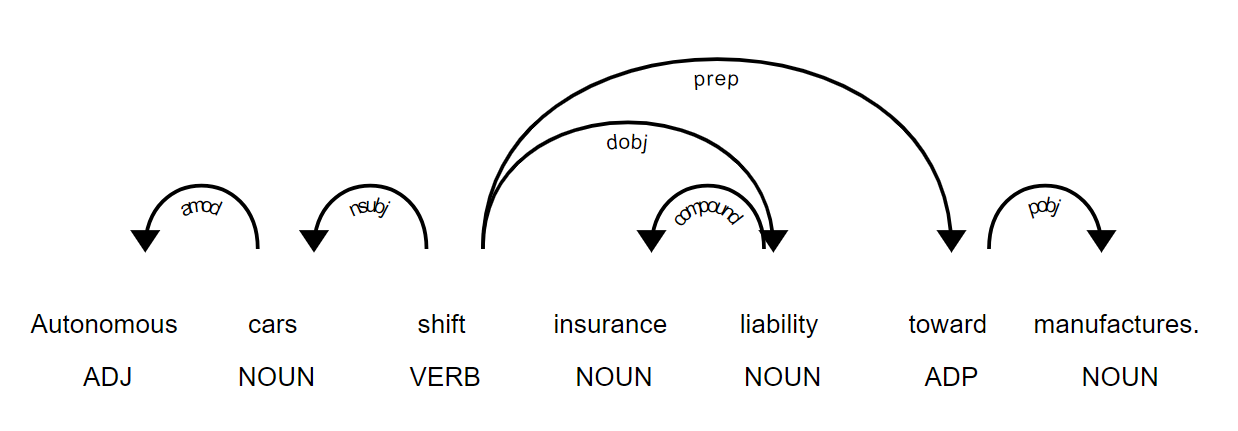 prep
dobj
amod nsubj compound pobj
Autonomous cars shift insurance liability toward manufactures.
ADJ NOUN VERB NOUN NOUN ADP NOUN